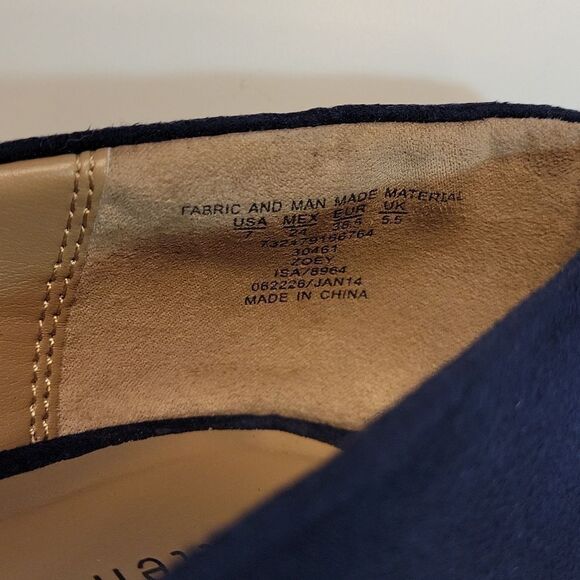 FABRIC AND MAN MADE MATERIAL
USA MEX EUR UK
7 24 38.5 5.5
732479166764
30461
ZOEY
ISA/8964
062226/JAN14
MADE IN CHINA